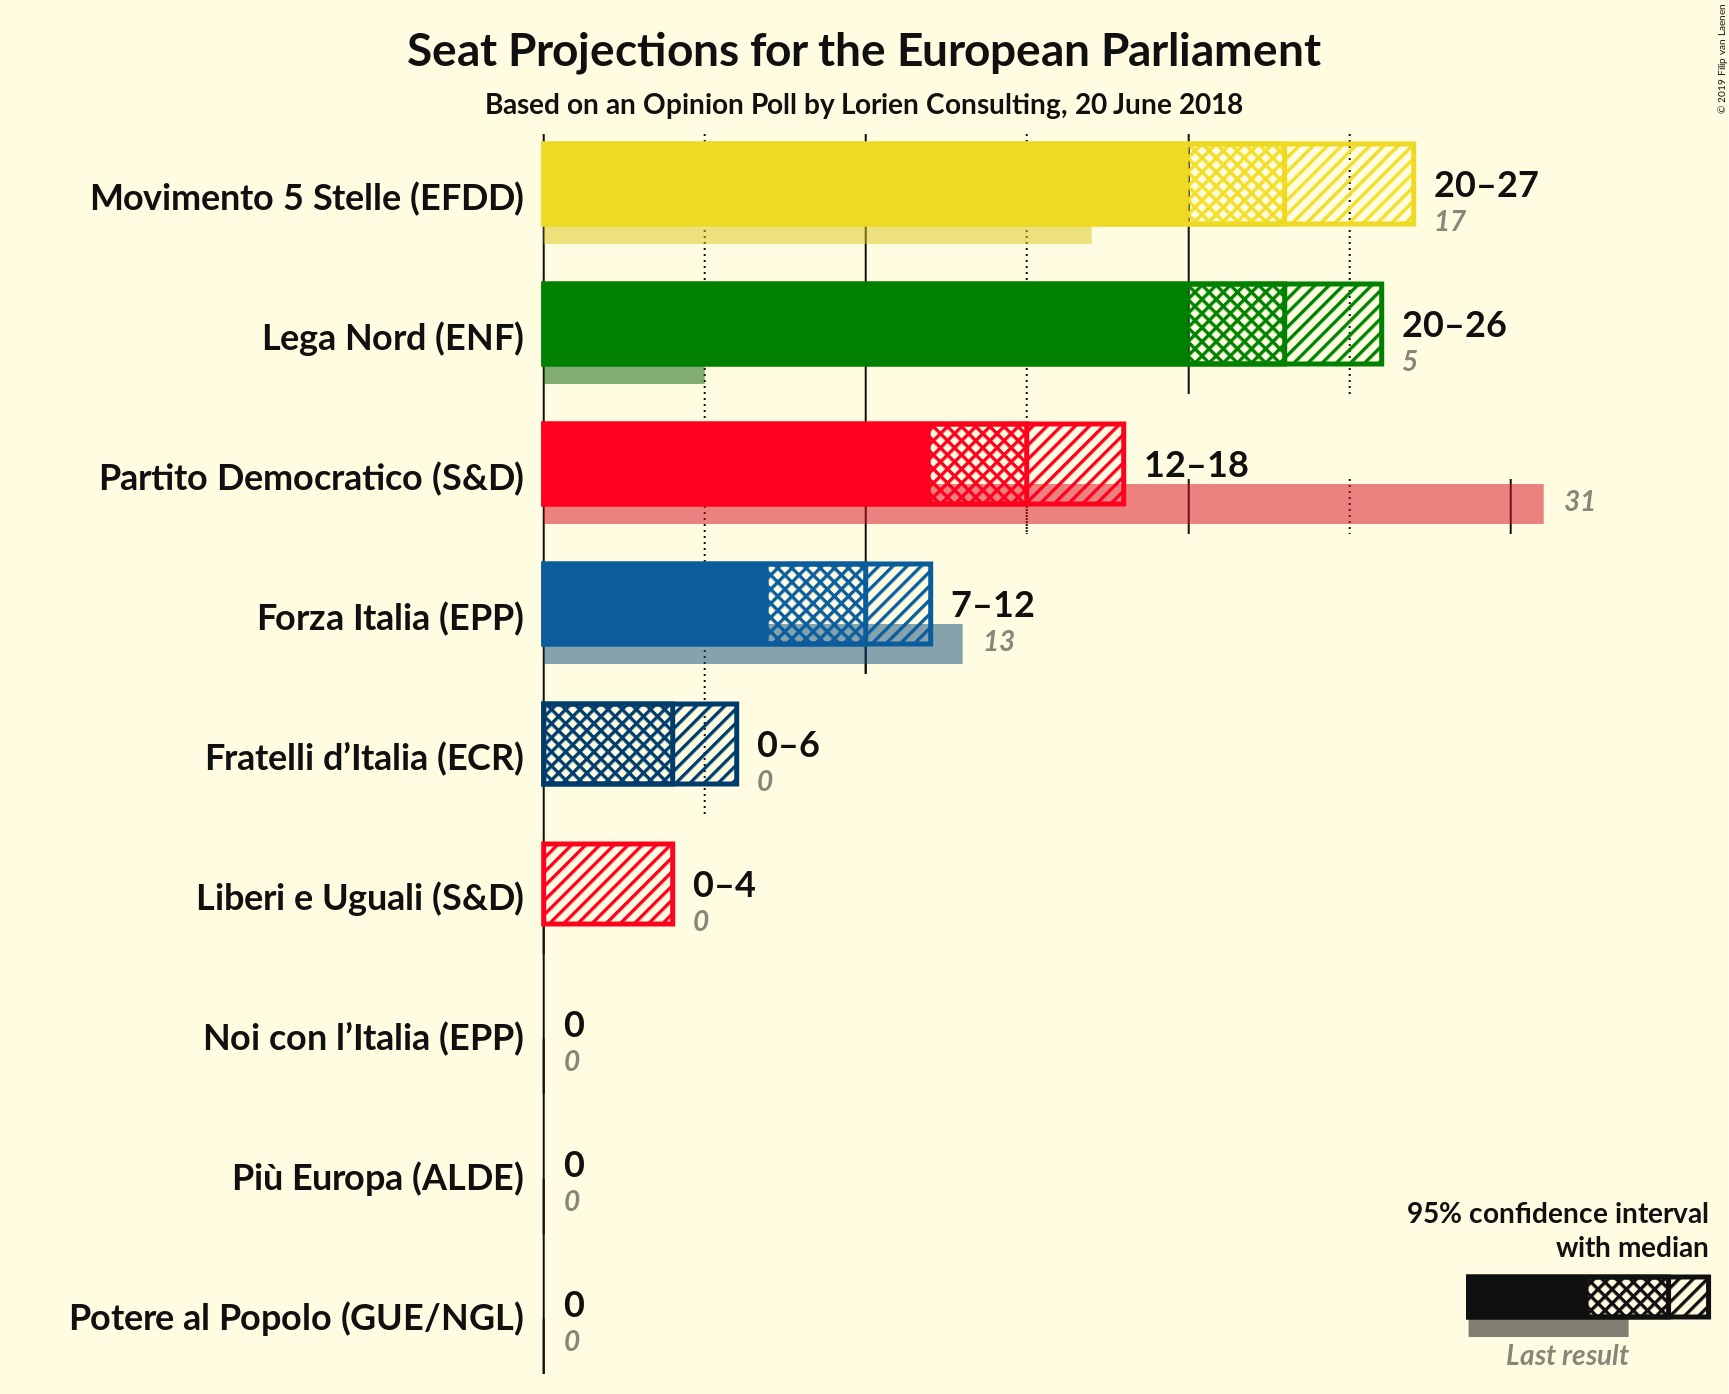 Seat Projections for the European Parliament
Based on an Opinion Poll by Lorien Consulting, 20 June 2018
© 2019 Filip van Laenen
Movimento 5 Stelle (EFDD)
20–27
17
Lega Nord (ENF)
20–26
5
Partito Democratico (S&D)
12–18
31
Forza Italia (EPP)
7–12
13
Fratelli d’Italia (ECR)
0–6
0
Liberi e Uguali (S&D)
0–4
0
Noi con l’Italia (EPP)
0
0
Più Europa (ALDE)
0
0
Potere al Popolo (GUE/NGL)
0
0
95% confidence interval
with median
Last result